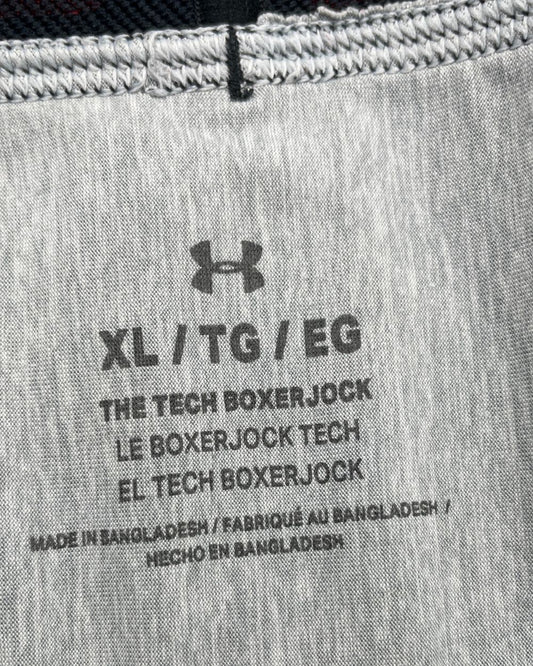 XL / TG / EG
THE TECH BOXERJOCK
LE BOXERJOCK TECH
EL TECH BOXERJOCK
MADE IN BANGLADESH / FABRIQUÉ AU BANGLADESH /
HECHO EN BANGLADESH